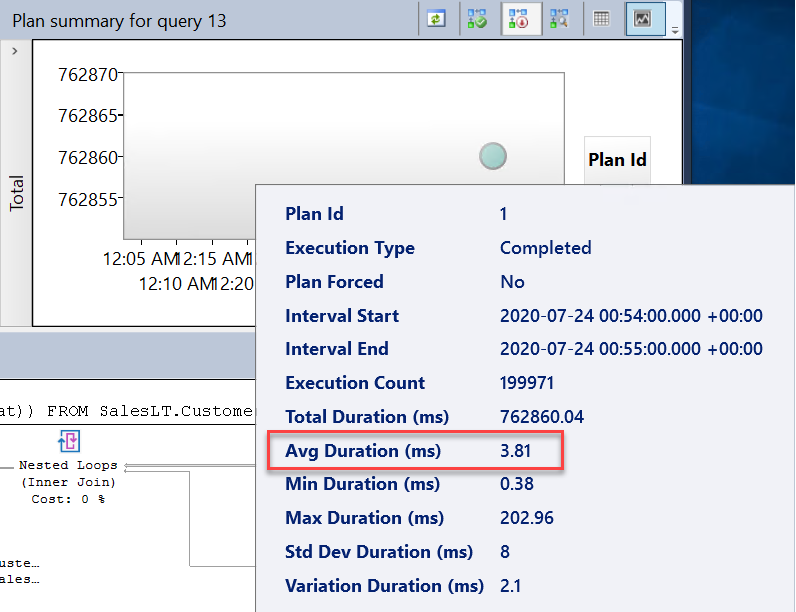 Plan summary for query 13
Total
762870
762865
762860
762855
12:05 AM 12:15 AM
12:10 AM 12:20
Plan Id
Plan Id 1
Execution Type Completed
Plan Forced No
Interval Start 2020-07-24 00:54:00.000 +00:00
Interval End 2020-07-24 00:55:00.000 +00:00
Execution Count 199971
Total Duration (ms) 762860.04
Avg Duration (ms) 3.81
Min Duration (ms) 0.38
Max Duration (ms) 202.96
Std Dev Duration (ms) 8
Variation Duration (ms) 2.1
at)) FROM SalesLT.Custome
Nested Loops
(Inner Join)
Cost: 0 %
uste…
ales…